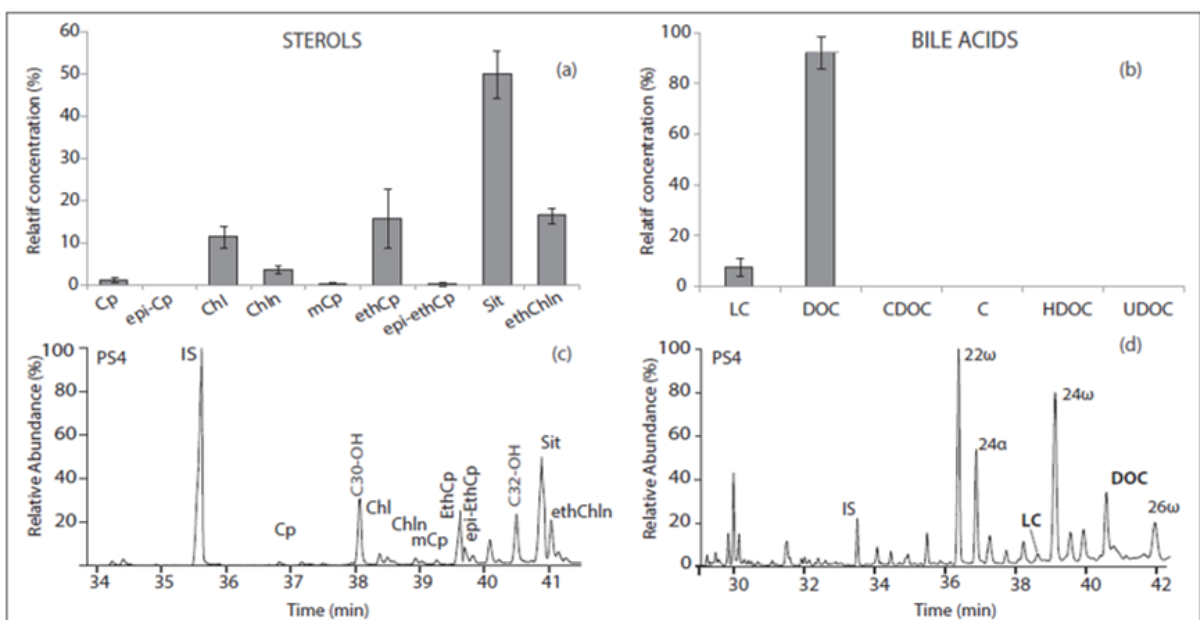 STEROLS
(a)
Relatif concentration (%)
60
50
40
30
20
10
0
Cp
epi-Cp
Chl
Chln
mCp
ethCp
epi-ethCp
Sit
ethChln
BILE ACIDS
(b)
Relatif concentration (%)
100
80
60
40
20
0
LC
DOC
CDOC
C
HDOC
UDOC
(c)
PS4
Relative Abundance (%)
100
80
60
40
20
IS
Cp
C30-OH
Chl
Chln
mCp
EthCp
epi-EthCp
C32-OH
Sit
ethChln
34 35 36 37 38 39 40 41
Time (min)
(d)
PS4
Relative Abundance (%)
100
80
60
40
20
0
IS
22ω
24α
LC
24ω
DOC
26ω
30 32 34 36 38 40 42
Time (min)